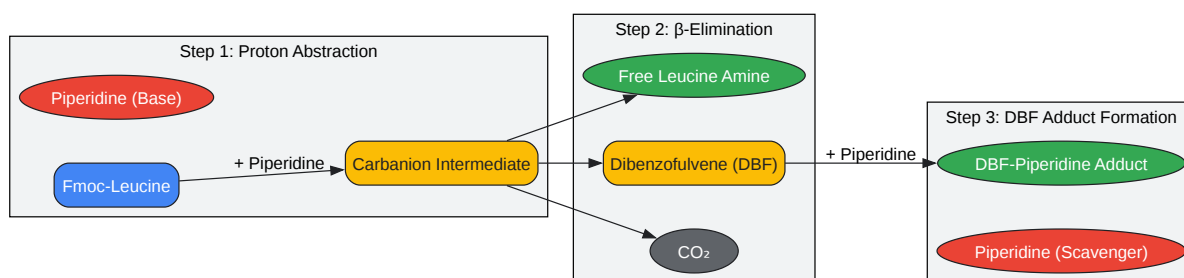 Step 1: Proton Abstraction
Piperidine (Base)
Fmoc-Leucine
+ Piperidine
Carbanion Intermediate
Step 2: β-Elimination
Free Leucine Amine
Dibenzofulvene (DBF)
CO₂
+ Piperidine
Step 3: DBF Adduct Formation
DBF-Piperidine Adduct
Piperidine (Scavenger)